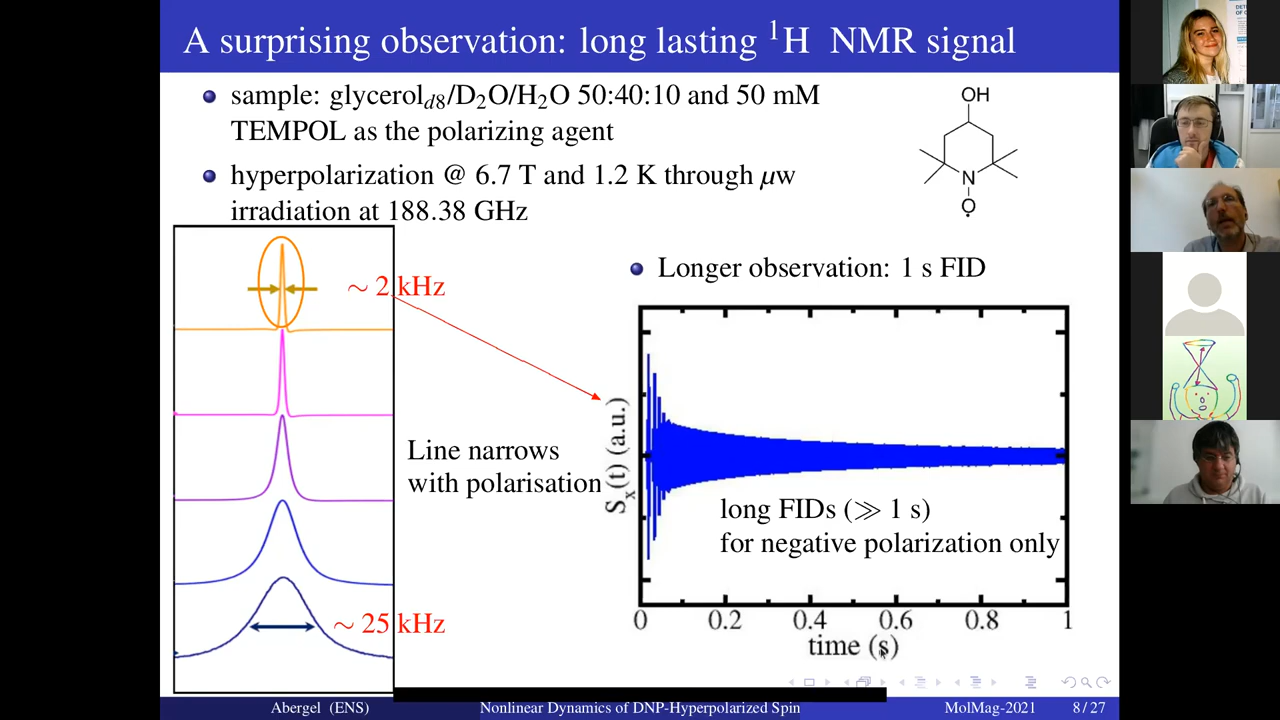 A surprising observation: long lasting ¹H NMR signal
sample: glycerol_d8/D₂O/H₂O 50:40:10 and 50 mM
TEMPOL as the polarizing agent
hyperpolarization @ 6.7 T and 1.2 K through μw
irradiation at 188.38 GHz
OH
N
O
∼ 2 kHz
Line narrows
with polarisation
∼ 25 kHz
Longer observation: 1 s FID
Sₓ(t) (a.u.)
long FIDs (≫ 1 s)
for negative polarization only
0 0.2 0.4 0.6 0.8 1
time (s)
Abergel (ENS) Nonlinear Dynamics of DNP-Hyperpolarized Spin MolMag-2021 8 / 27